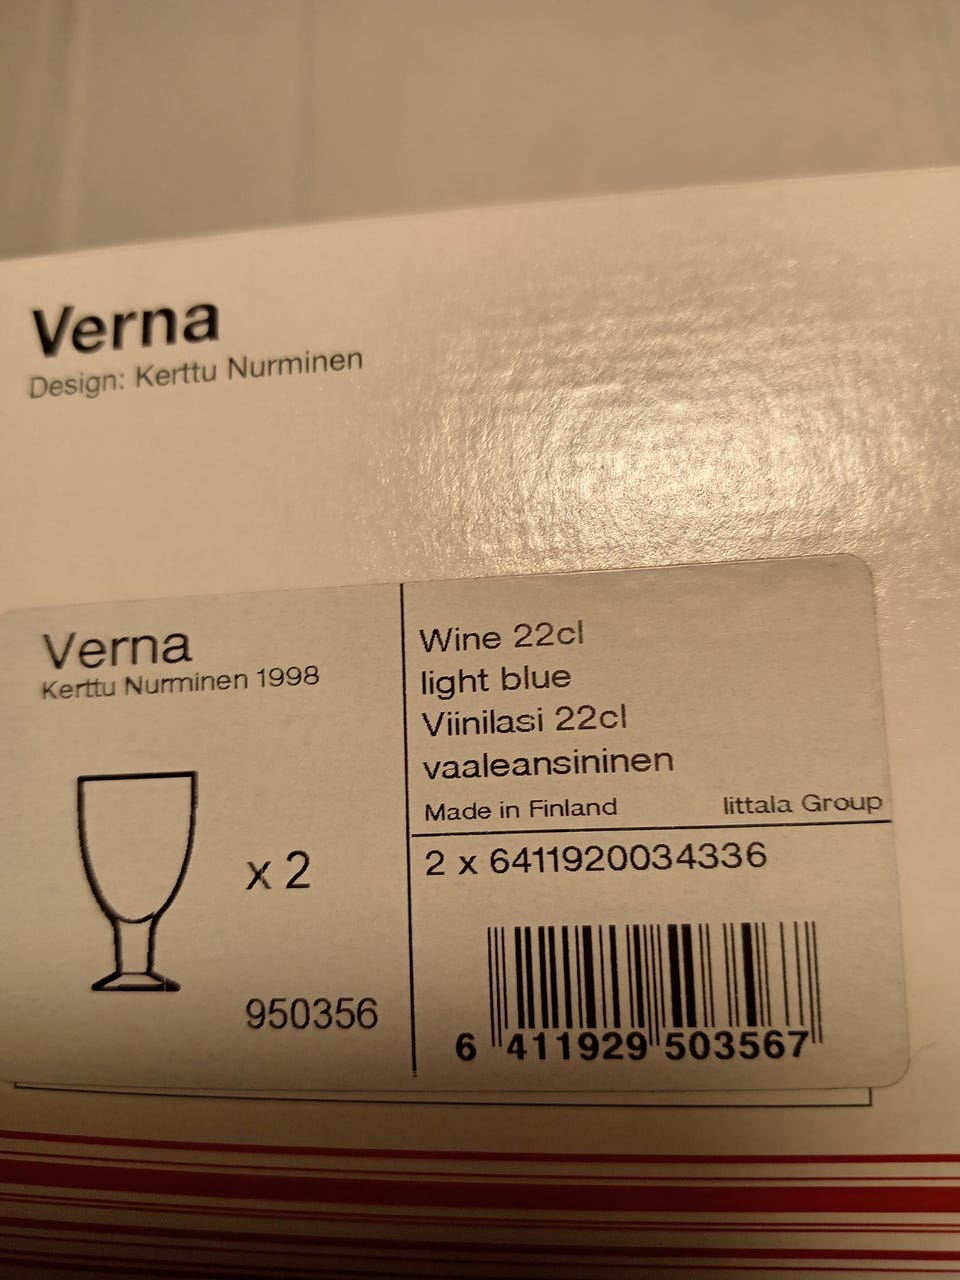 Verna
Design: Kerttu Nurminen
Verna
Kerttu Nurminen 1998
x 2
950356
Wine 22cl
light blue
Viinilasi 22cl
vaaleansininen
Made in Finland
Iittala Group
2 x 6411920034336
6 411929 503567